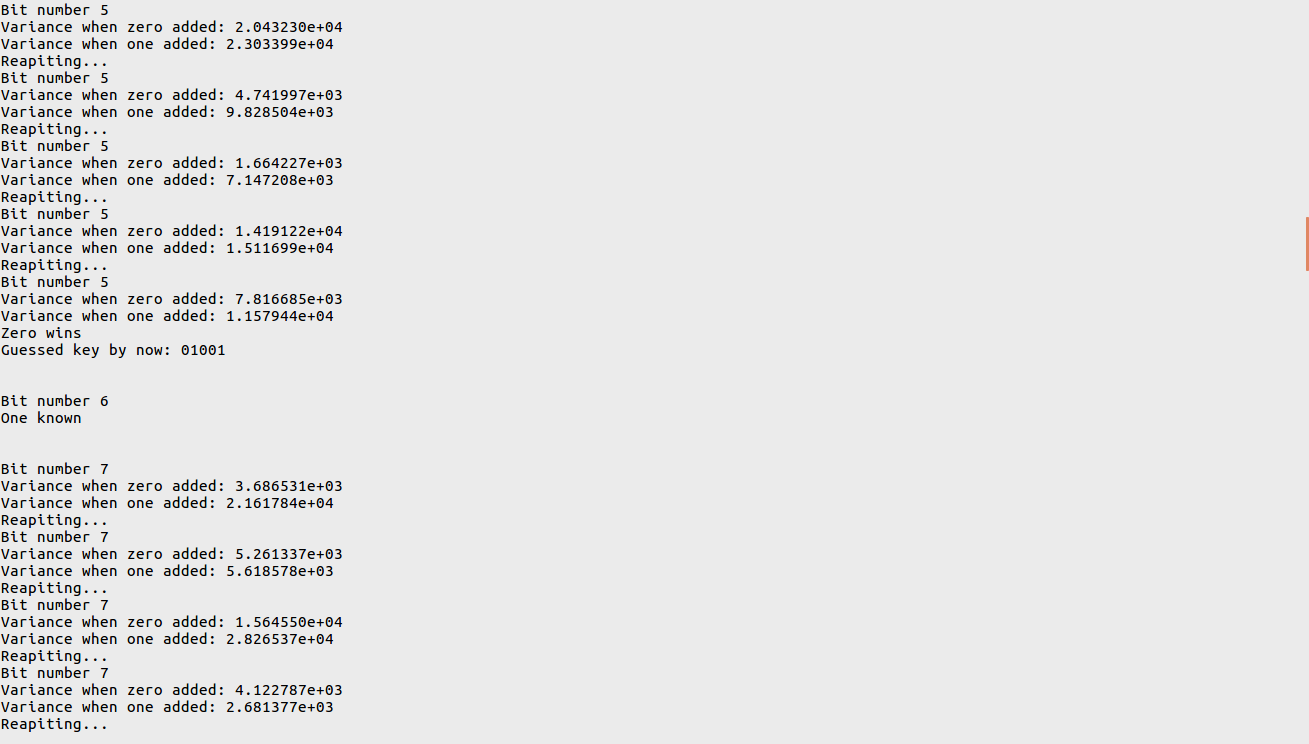 Bit number 5
Variance when zero added: 2.043230e+04
Variance when one added: 2.303399e+04
Reapiting...
Bit number 5
Variance when zero added: 4.741997e+03
Variance when one added: 9.828504e+03
Reapiting...
Bit number 5
Variance when zero added: 1.664227e+03
Variance when one added: 7.147208e+03
Reapiting...
Bit number 5
Variance when zero added: 1.419122e+04
Variance when one added: 1.511699e+04
Reapiting...
Bit number 5
Variance when zero added: 7.816685e+03
Variance when one added: 1.157944e+04
Zero wins
Guessed key by now: 01001
Bit number 6
One known
Bit number 7
Variance when zero added: 3.686531e+03
Variance when one added: 2.161784e+04
Reapiting...
Bit number 7
Variance when zero added: 5.261337e+03
Variance when one added: 5.618578e+03
Reapiting...
Bit number 7
Variance when zero added: 1.564550e+04
Variance when one added: 2.826537e+04
Reapiting...
Bit number 7
Variance when zero added: 4.122787e+03
Variance when one added: 2.681377e+03
Reapiting...